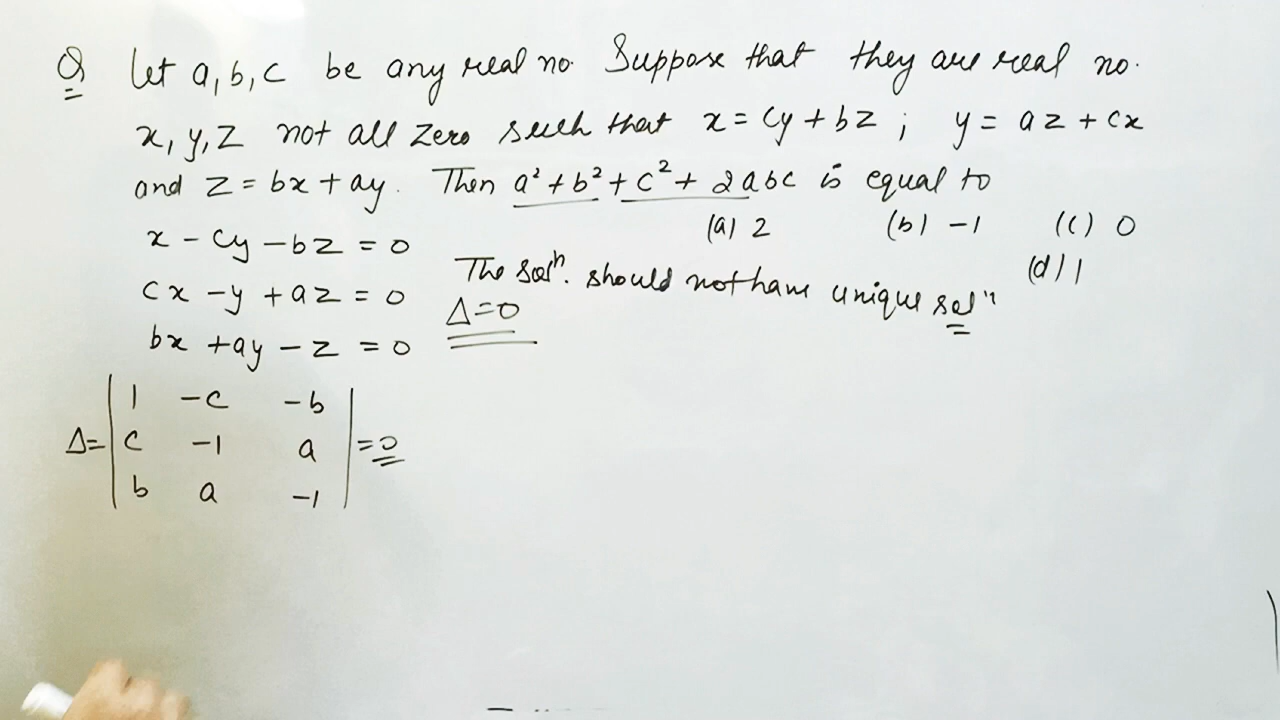 Q Let a, b, c be any real no. Suppose that they are real no.
x, y, z not all zero such that x = cy + bz ; y = az + cx
and z = bx + ay. Then a² + b² + c² + 2abc is equal to
(a) 2 (b) -1 (c) 0
(d) 1
x - cy - bz = 0
cx - y + az = 0
bx + ay - z = 0
The solⁿ. should not have unique solⁿ
Δ = 0
Δ = | 1 -c -b |
| c -1 a | = 0
| b a -1 |